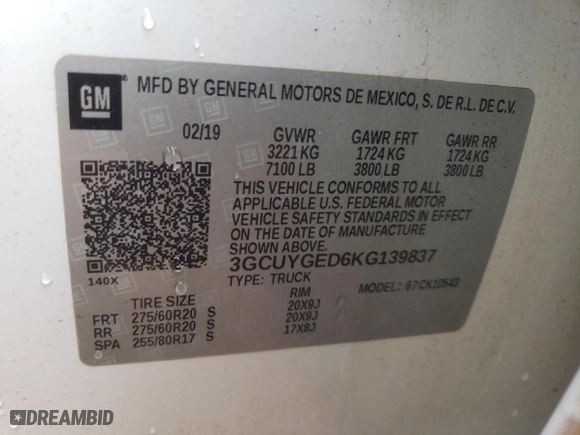 GM
MFD BY GENERAL MOTORS DE MEXICO, S. DE R.L. DE C.V.
02/19 GVWR GAWR FRT GAWR RR
3221 KG 1724 KG 1724 KG
7100 LB 3800 LB 3800 LB
THIS VEHICLE CONFORMS TO ALL
APPLICABLE U.S. FEDERAL MOTOR
VEHICLE SAFETY STANDARDS IN EFFECT
ON THE DATE OF MANUFACTURE
SHOWN ABOVE.
3GCUYGED6KG139837
140X TYPE: TRUCK MODEL: 67CK10543
TIRE SIZE RIM
FRT 275/60R20 S 20X9J
RR 275/60R20 S 20X9J
SPA 255/80R17 S 17X8J
DREAMBID